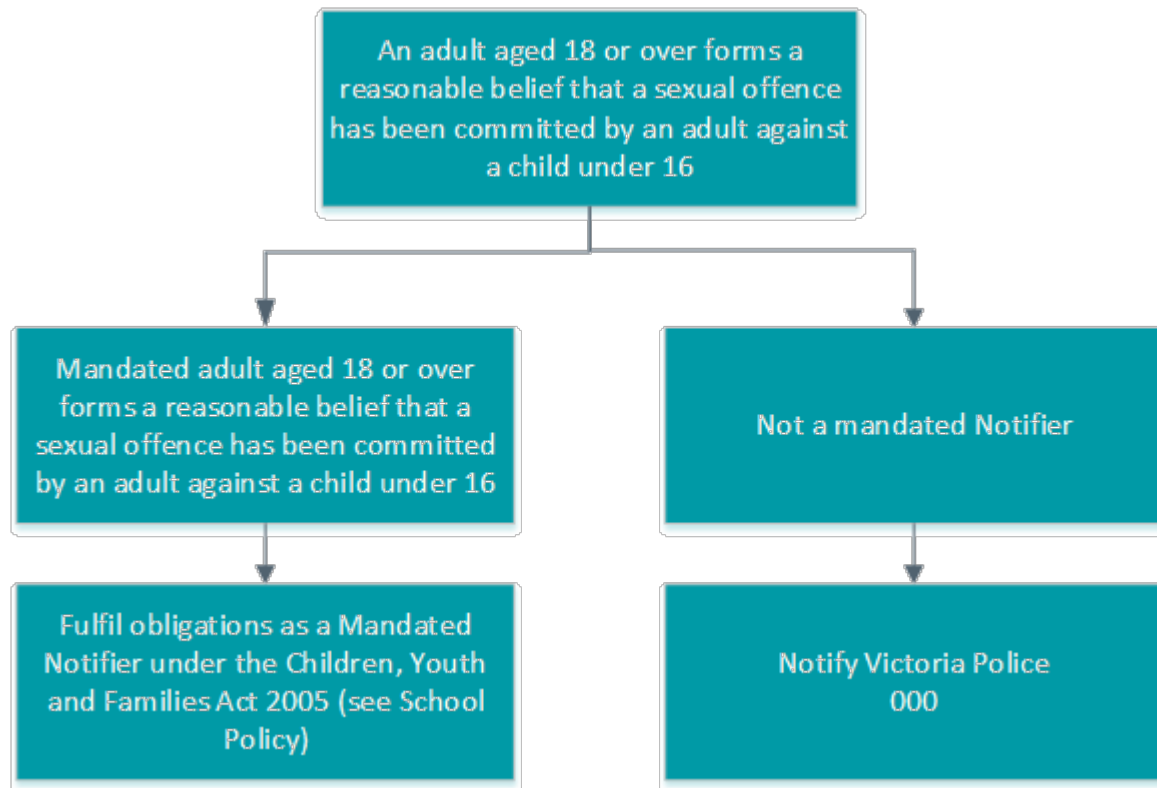 An adult aged 18 or over forms a
reasonable belief that a sexual offence
has been committed by an adult against
a child under 16
Mandated adult aged 18 or over
forms a reasonable belief that a
sexual offence has been committed
by an adult against a child under 16
Not a mandated Notifier
Fulfil obligations as a Mandated
Notifier under the Children, Youth
and Families Act 2005 (see School
Policy)
Notify Victoria Police
000